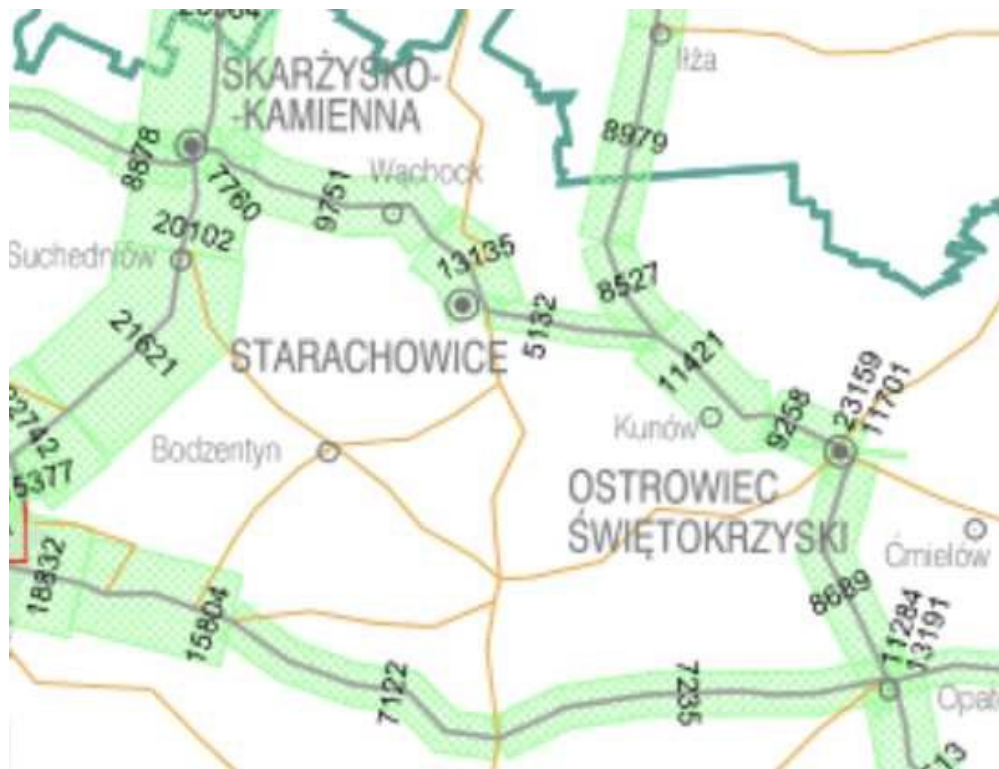 SKARŻYSKO-
-KAMIENNA
Iłża
8979
8878
7760
9751
Wąchock
20102
Suchedniów
13135
8527
5132
21621
STARACHOWICE
11421
23159
11701
22742
Kunów
9258
Bodzentyn
5377
OSTROWIEC
ŚWIĘTOKRZYSKI
Ćmielów
18832
15804
8689
11284
13191
7122
7235